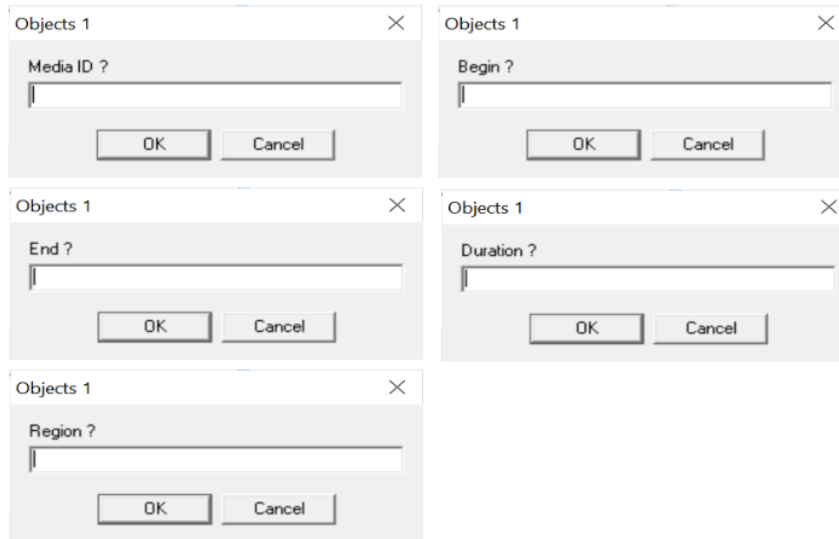 Objects 1
Media ID ?
OK Cancel
Objects 1
Begin ?
OK Cancel
Objects 1
End ?
OK Cancel
Objects 1
Duration ?
OK Cancel
Objects 1
Region ?
OK Cancel